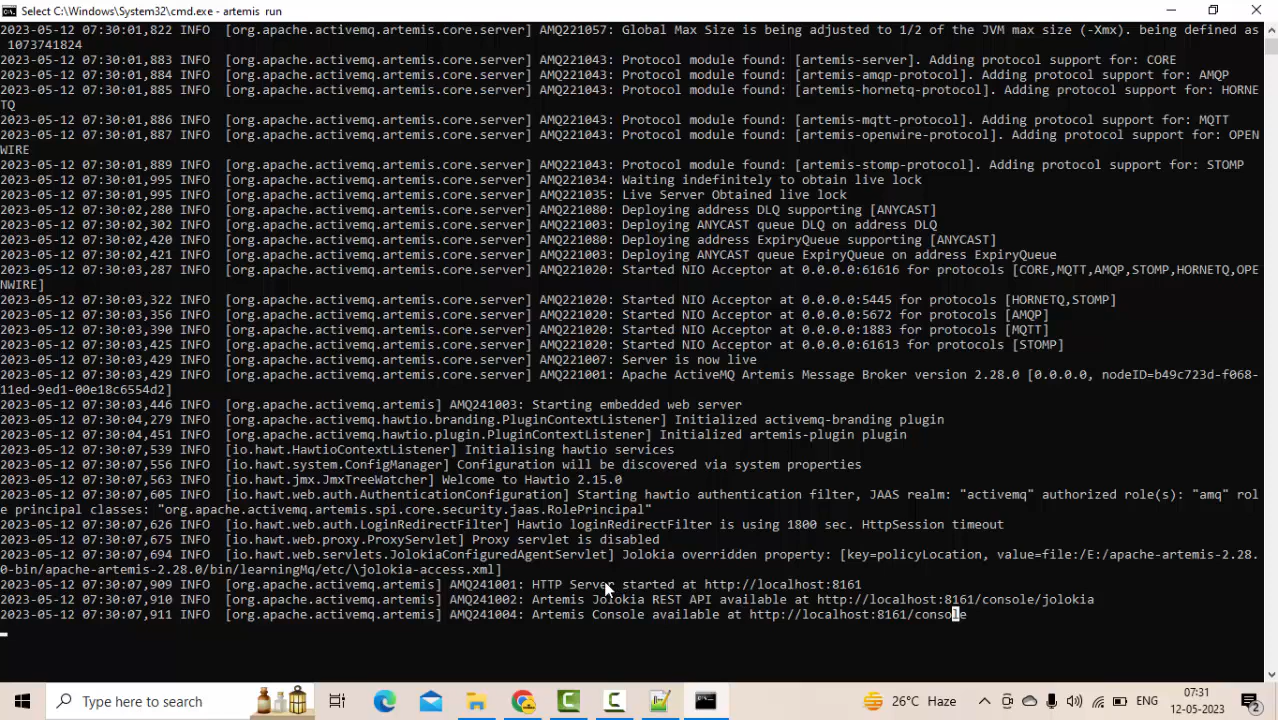 Select C:\Windows\System32\cmd.exe - artemis run
2023-05-12 07:30:01,822 INFO  [org.apache.activemq.artemis.core.server] AMQ221057: Global Max Size is being adjusted to 1/2 of the JVM max size (-Xmx). being defined as
 1073741824
2023-05-12 07:30:01,883 INFO  [org.apache.activemq.artemis.core.server] AMQ221043: Protocol module found: [artemis-server]. Adding protocol support for: CORE
2023-05-12 07:30:01,884 INFO  [org.apache.activemq.artemis.core.server] AMQ221043: Protocol module found: [artemis-amqp-protocol]. Adding protocol support for: AMQP
2023-05-12 07:30:01,885 INFO  [org.apache.activemq.artemis.core.server] AMQ221043: Protocol module found: [artemis-hornetq-protocol]. Adding protocol support for: HORNE
TQ
2023-05-12 07:30:01,886 INFO  [org.apache.activemq.artemis.core.server] AMQ221043: Protocol module found: [artemis-mqtt-protocol]. Adding protocol support for: MQTT
2023-05-12 07:30:01,887 INFO  [org.apache.activemq.artemis.core.server] AMQ221043: Protocol module found: [artemis-openwire-protocol]. Adding protocol support for: OPEN
WIRE
2023-05-12 07:30:01,889 INFO  [org.apache.activemq.artemis.core.server] AMQ221043: Protocol module found: [artemis-stomp-protocol]. Adding protocol support for: STOMP
2023-05-12 07:30:01,995 INFO  [org.apache.activemq.artemis.core.server] AMQ221034: Waiting indefinitely to obtain live lock
2023-05-12 07:30:01,995 INFO  [org.apache.activemq.artemis.core.server] AMQ221035: Live Server Obtained live lock
2023-05-12 07:30:02,280 INFO  [org.apache.activemq.artemis.core.server] AMQ221080: Deploying address DLQ supporting [ANYCAST]
2023-05-12 07:30:02,302 INFO  [org.apache.activemq.artemis.core.server] AMQ221003: Deploying ANYCAST queue DLQ on address DLQ
2023-05-12 07:30:02,420 INFO  [org.apache.activemq.artemis.core.server] AMQ221080: Deploying address ExpiryQueue supporting [ANYCAST]
2023-05-12 07:30:02,421 INFO  [org.apache.activemq.artemis.core.server] AMQ221003: Deploying ANYCAST queue ExpiryQueue on address ExpiryQueue
2023-05-12 07:30:03,287 INFO  [org.apache.activemq.artemis.core.server] AMQ221020: Started NIO Acceptor at 0.0.0.0:61616 for protocols [CORE,MQTT,AMQP,STOMP,HORNETQ,OPE
NWIRE]
2023-05-12 07:30:03,322 INFO  [org.apache.activemq.artemis.core.server] AMQ221020: Started NIO Acceptor at 0.0.0.0:5445 for protocols [HORNETQ,STOMP]
2023-05-12 07:30:03,356 INFO  [org.apache.activemq.artemis.core.server] AMQ221020: Started NIO Acceptor at 0.0.0.0:5672 for protocols [AMQP]
2023-05-12 07:30:03,390 INFO  [org.apache.activemq.artemis.core.server] AMQ221020: Started NIO Acceptor at 0.0.0.0:1883 for protocols [MQTT]
2023-05-12 07:30:03,425 INFO  [org.apache.activemq.artemis.core.server] AMQ221020: Started NIO Acceptor at 0.0.0.0:61613 for protocols [STOMP]
2023-05-12 07:30:03,429 INFO  [org.apache.activemq.artemis.core.server] AMQ221007: Server is now live
2023-05-12 07:30:03,429 INFO  [org.apache.activemq.artemis.core.server] AMQ221001: Apache ActiveMQ Artemis Message Broker version 2.28.0 [0.0.0.0, nodeID=b49c723d-f068-
11ed-9ed1-00e18c6554d2]
2023-05-12 07:30:03,446 INFO  [org.apache.activemq.artemis] AMQ241003: Starting embedded web server
2023-05-12 07:30:04,279 INFO  [org.apache.activemq.hawtio.branding.PluginContextListener] Initialized activemq-branding plugin
2023-05-12 07:30:04,451 INFO  [org.apache.activemq.hawtio.plugin.PluginContextListener] Initialized artemis-plugin plugin
2023-05-12 07:30:07,539 INFO  [io.hawt.HawtioContextListener] Initialising hawtio services
2023-05-12 07:30:07,556 INFO  [io.hawt.system.ConfigManager] Configuration will be discovered via system properties
2023-05-12 07:30:07,563 INFO  [io.hawt.jmx.JmxTreeWatcher] Welcome to Hawtio 2.15.0
2023-05-12 07:30:07,605 INFO  [io.hawt.web.auth.AuthenticationConfiguration] Starting hawtio authentication filter, JAAS realm: "activemq" authorized role(s): "amq" rol
e principal classes: "org.apache.activemq.artemis.spi.core.security.jaas.RolePrincipal"
2023-05-12 07:30:07,626 INFO  [io.hawt.web.auth.LoginRedirectFilter] Hawtio loginRedirectFilter is using 1800 sec. HttpSession timeout
2023-05-12 07:30:07,675 INFO  [io.hawt.web.proxy.ProxyServlet] Proxy servlet is disabled
2023-05-12 07:30:07,694 INFO  [io.hawt.web.servlets.JolokiaConfiguredAgentServlet] Jolokia overridden property: [key=policyLocation, value=file:/E:/apache-artemis-2.28.
0-bin/apache-artemis-2.28.0/bin/learningMq/etc/\jolokia-access.xml]
2023-05-12 07:30:07,909 INFO  [org.apache.activemq.artemis] AMQ241001: HTTP Server started at http://localhost:8161
2023-05-12 07:30:07,910 INFO  [org.apache.activemq.artemis] AMQ241002: Artemis Jolokia REST API available at http://localhost:8161/console/jolokia
2023-05-12 07:30:07,911 INFO  [org.apache.activemq.artemis] AMQ241004: Artemis Console available at http://localhost:8161/console
Type here to search
26°C Haze
ENG
07:31
12-05-2023
2